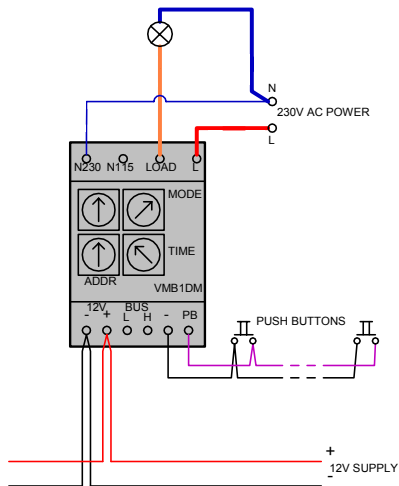 N
230V AC POWER
L
N230 N115 LOAD L
MODE
TIME
ADDR
VMB1DM
12V BUS
- + L H - PB
PUSH BUTTONS
+
12V SUPPLY
-